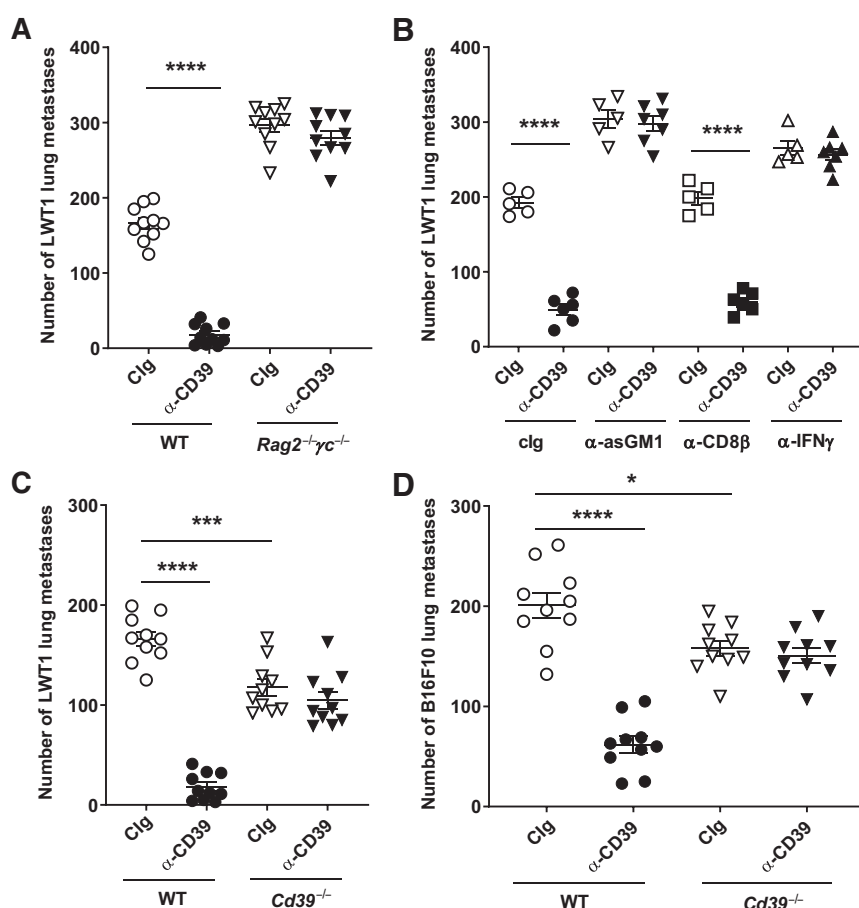 A
Number of LWT1 lung metastases
400
300
200
100
0
****
CIg
α-CD39
CIg
α-CD39
WT
Rag2⁻/⁻γc⁻/⁻
B
Number of LWT1 lung metastases
400
300
200
100
0
****
****
CIg
α-CD39
CIg
α-CD39
CIg
α-CD39
CIg
α-CD39
cIg
α-asGM1
α-CD8β
α-IFNγ
C
Number of LWT1 lung metastases
300
200
100
0
***
****
CIg
α-CD39
CIg
α-CD39
WT
Cd39⁻/⁻
D
Number of B16F10 lung metastases
300
200
100
0
*
****
CIg
α-CD39
CIg
α-CD39
WT
Cd39⁻/⁻